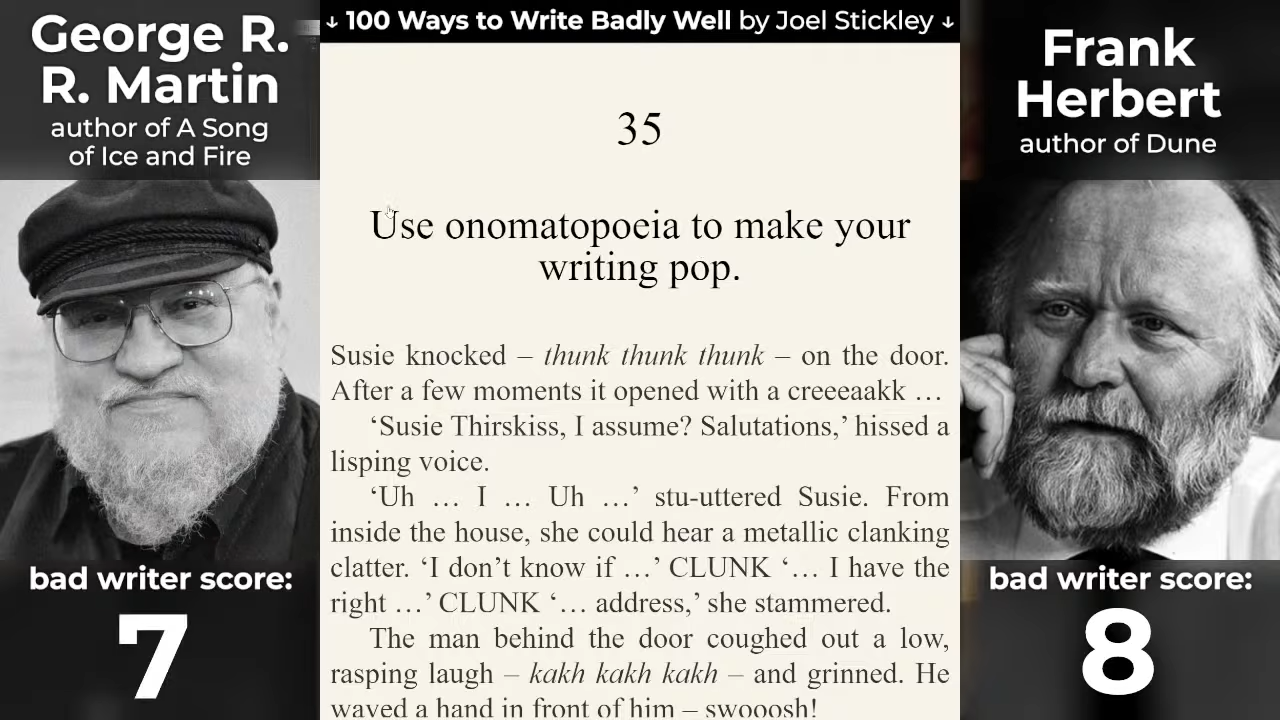 ↓ 100 Ways to Write Badly Well by Joel Stickley ↓
George R.
R. Martin
author of A Song
of Ice and Fire
bad writer score:
7
35
Use onomatopoeia to make your
writing pop.
Susie knocked – thunk thunk thunk – on the door.
After a few moments it opened with a creeeaakk …
‘Susie Thirskiss, I assume? Salutations,’ hissed a
lisping voice.
‘Uh … I … Uh …’ stu-uttered Susie. From
inside the house, she could hear a metallic clanking
clatter. ‘I don’t know if …’ CLUNK ‘… I have the
right …’ CLUNK ‘… address,’ she stammered.
The man behind the door coughed out a low,
rasping laugh – kakh kakh kakh – and grinned. He
waved a hand in front of him – swooosh!
Frank
Herbert
author of Dune
bad writer score:
8